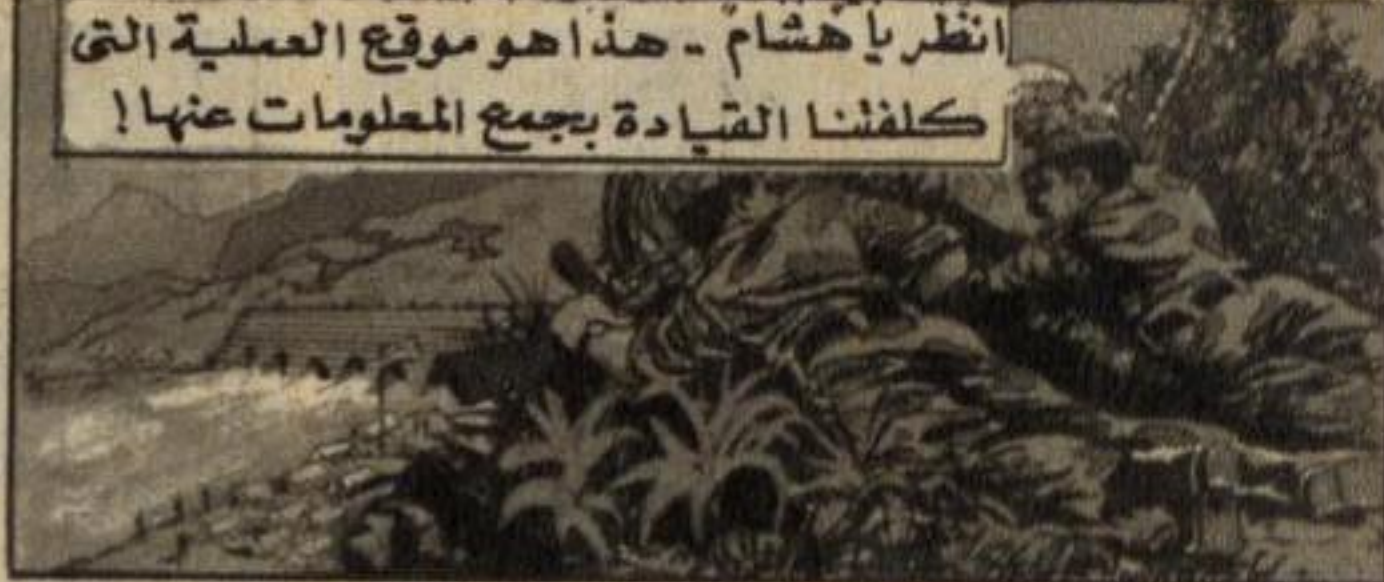 انظر يا هشام - هذا هو موقع العملية التى
كلفتنا القيادة بجمع المعلومات عنها!